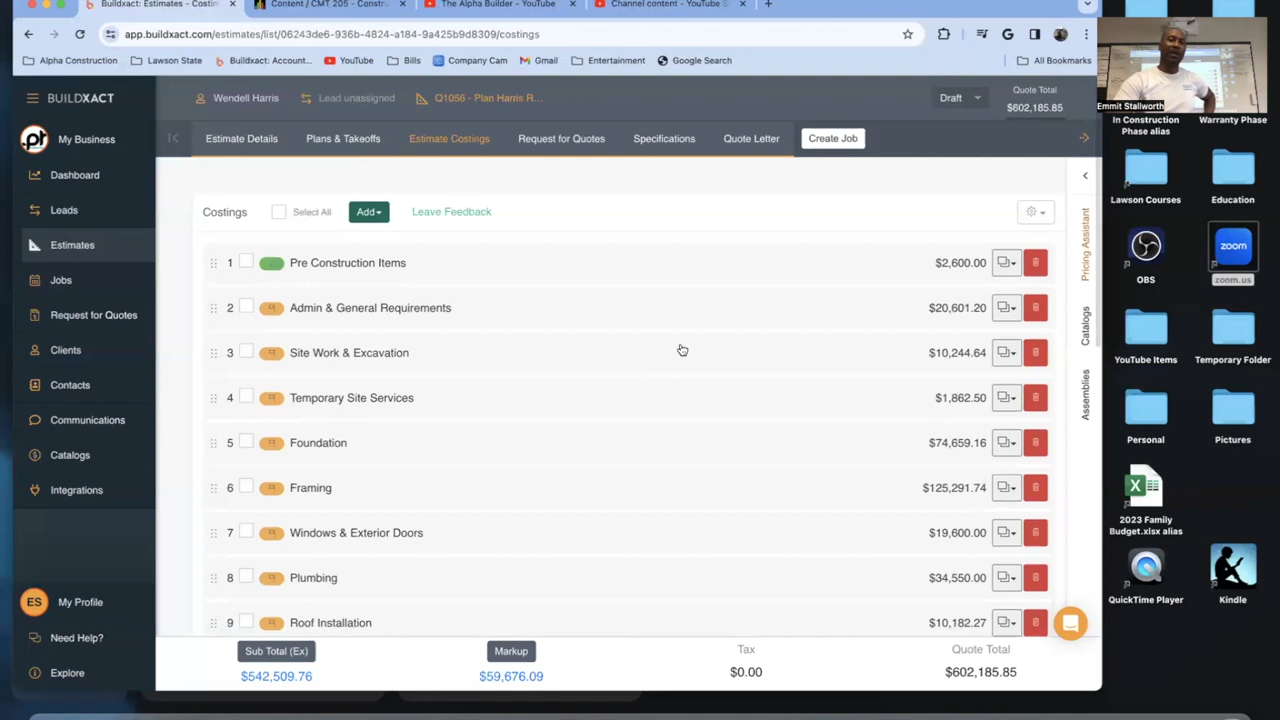 Buildxact: Estimates - Costin
Content / CMT 205 - Constru
The Alpha Builder - YouTube
Channel content - YouTube S
app.buildxact.com/estimates/list/06243de6-936b-4824-a184-9a425b9d8309/costings
Alpha Construction
Lawson State
Buildxact: Account...
YouTube
Bills
Company Cam
Gmail
Entertainment
Google Search
All Bookmarks
BUILDXACT
Wendell Harris
Lead unassigned
Q1056 - Plan Harris R...
Draft
Quote Total
$602,185.85
.pr
My Business
Estimate Details
Plans & Takeoffs
Estimate Costings
Request for Quotes
Specifications
Quote Letter
Create Job
Dashboard
Leads
Estimates
Jobs
Request for Quotes
Clients
Contacts
Communications
Catalogs
Integrations
ES
My Profile
Need Help?
Explore
Costings
Select All
Add
Leave Feedback
1 Pre Construction Items $2,600.00
2 Admin & General Requirements $20,601.20
3 Site Work & Excavation $10,244.64
4 Temporary Site Services $1,862.50
5 Foundation $74,659.16
6 Framing $125,291.74
7 Windows & Exterior Doors $19,600.00
8 Plumbing $34,550.00
9 Roof Installation $10,182.27
Pricing Assistant
Catalogs
Assemblies
Sub Total (Ex)
$542,509.76
Markup
$59,676.09
Tax
$0.00
Quote Total
$602,185.85
Emmit Stallworth
In Construction
Phase alias
Warranty Phase
Lawson Courses
Education
OBS
zoom
zoom.us
YouTube Items
Temporary Folder
Personal
Pictures
X
2023 Family
Budget.xlsx alias
QuickTime Player
Kindle